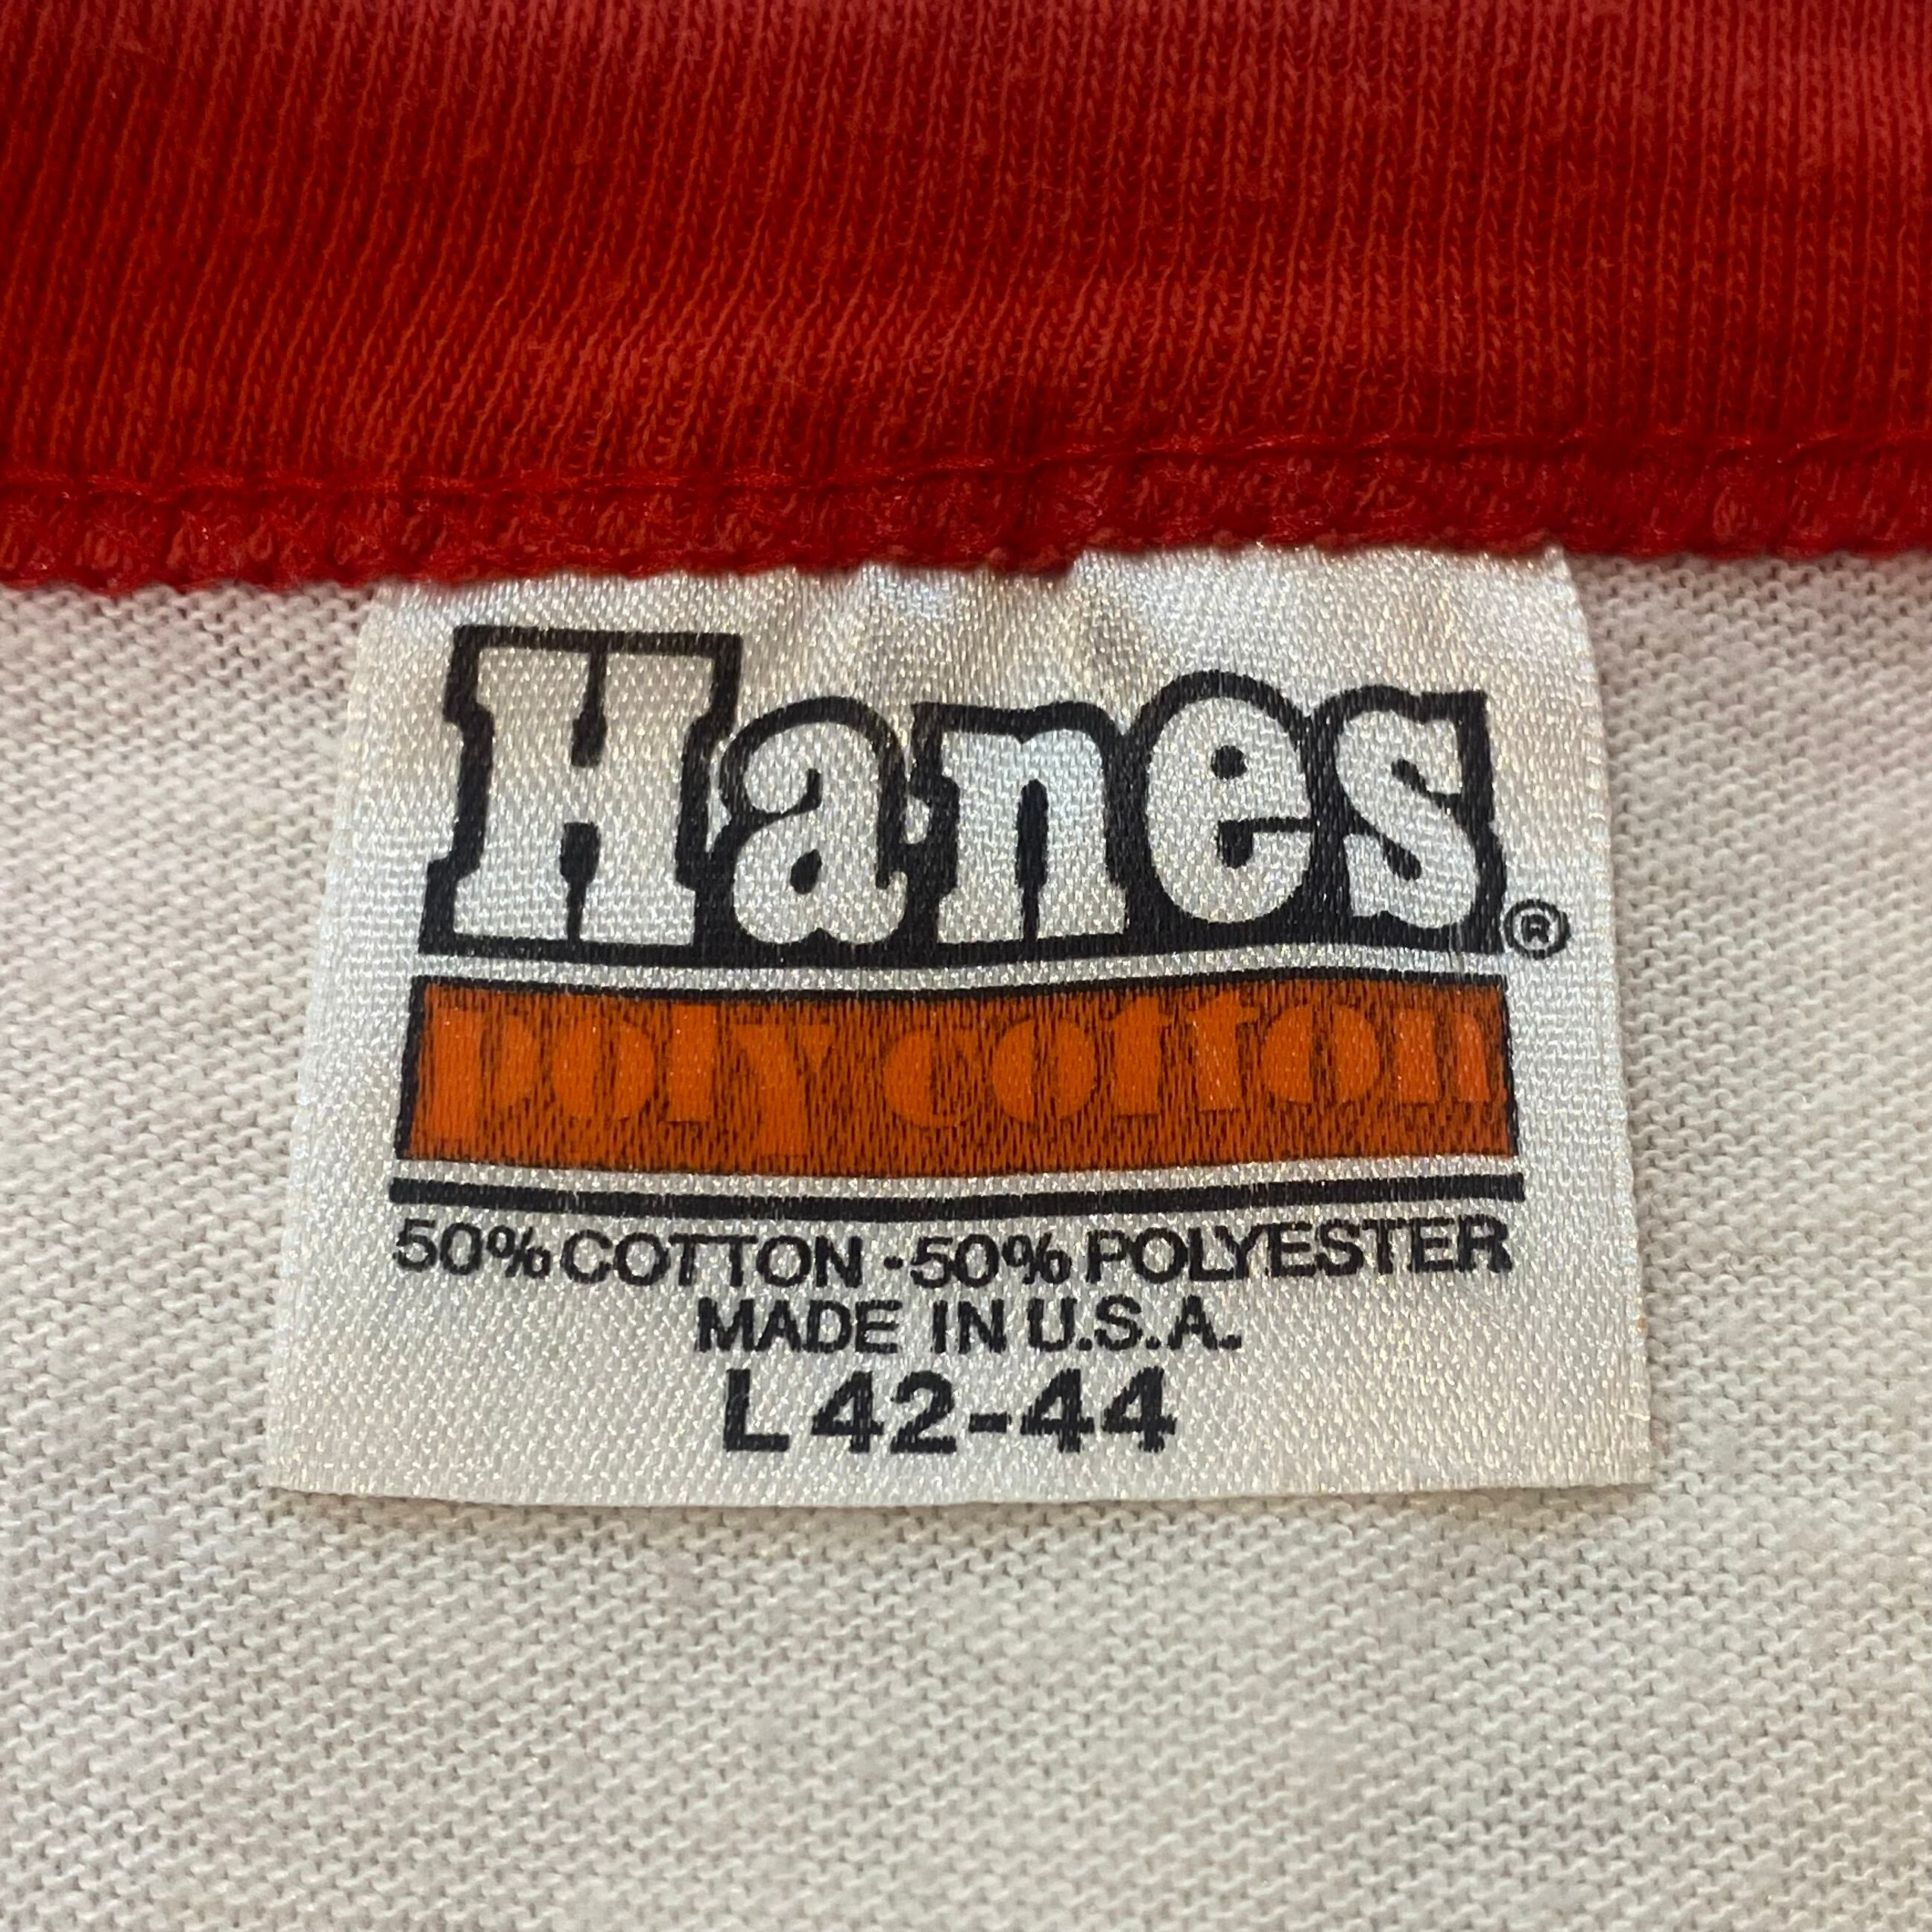 Hanes®
poly cotton
50% COTTON - 50% POLYESTER
MADE IN U.S.A.
L 42-44